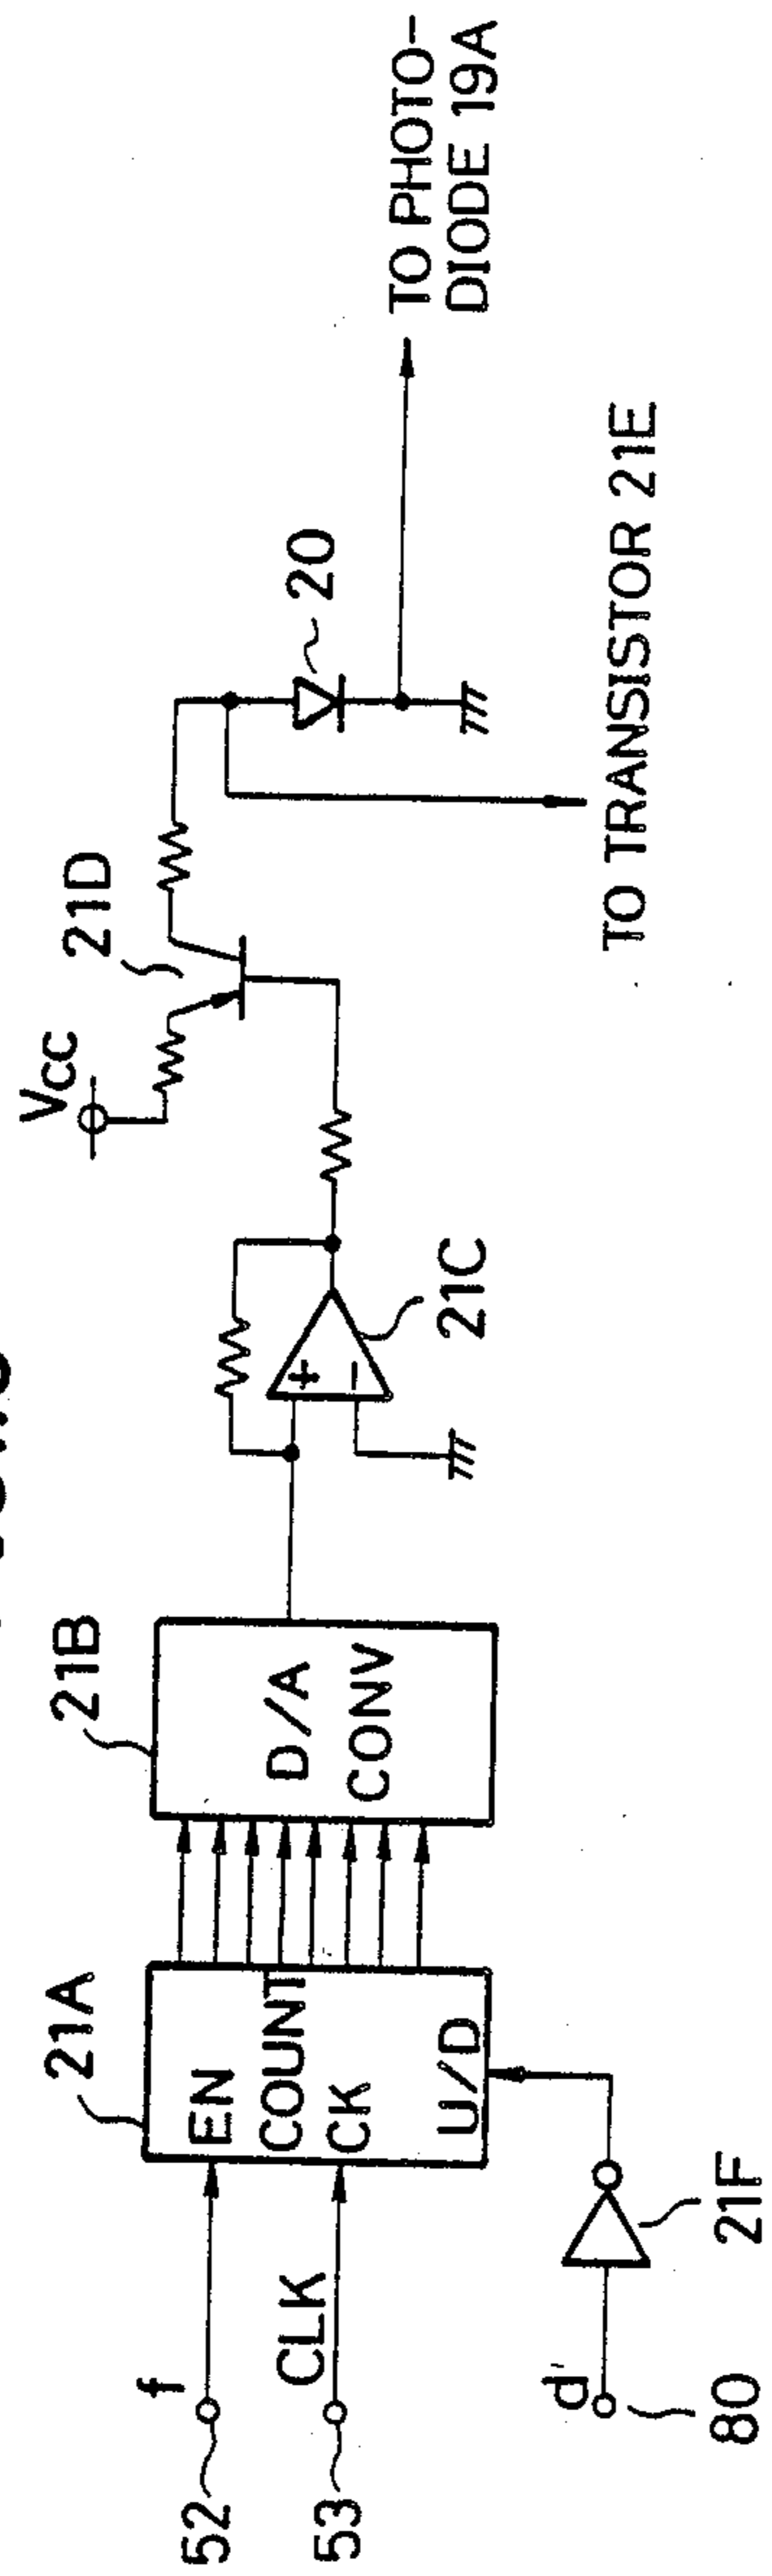 52
f
53
CLK
80
d'
21F
21A
EN
COUNT
CK
U/D
21B
D/A
CONV
+
−
21C
VCC
21D
20
TO PHOTO-
DIODE 19A
TO TRANSISTOR 21E